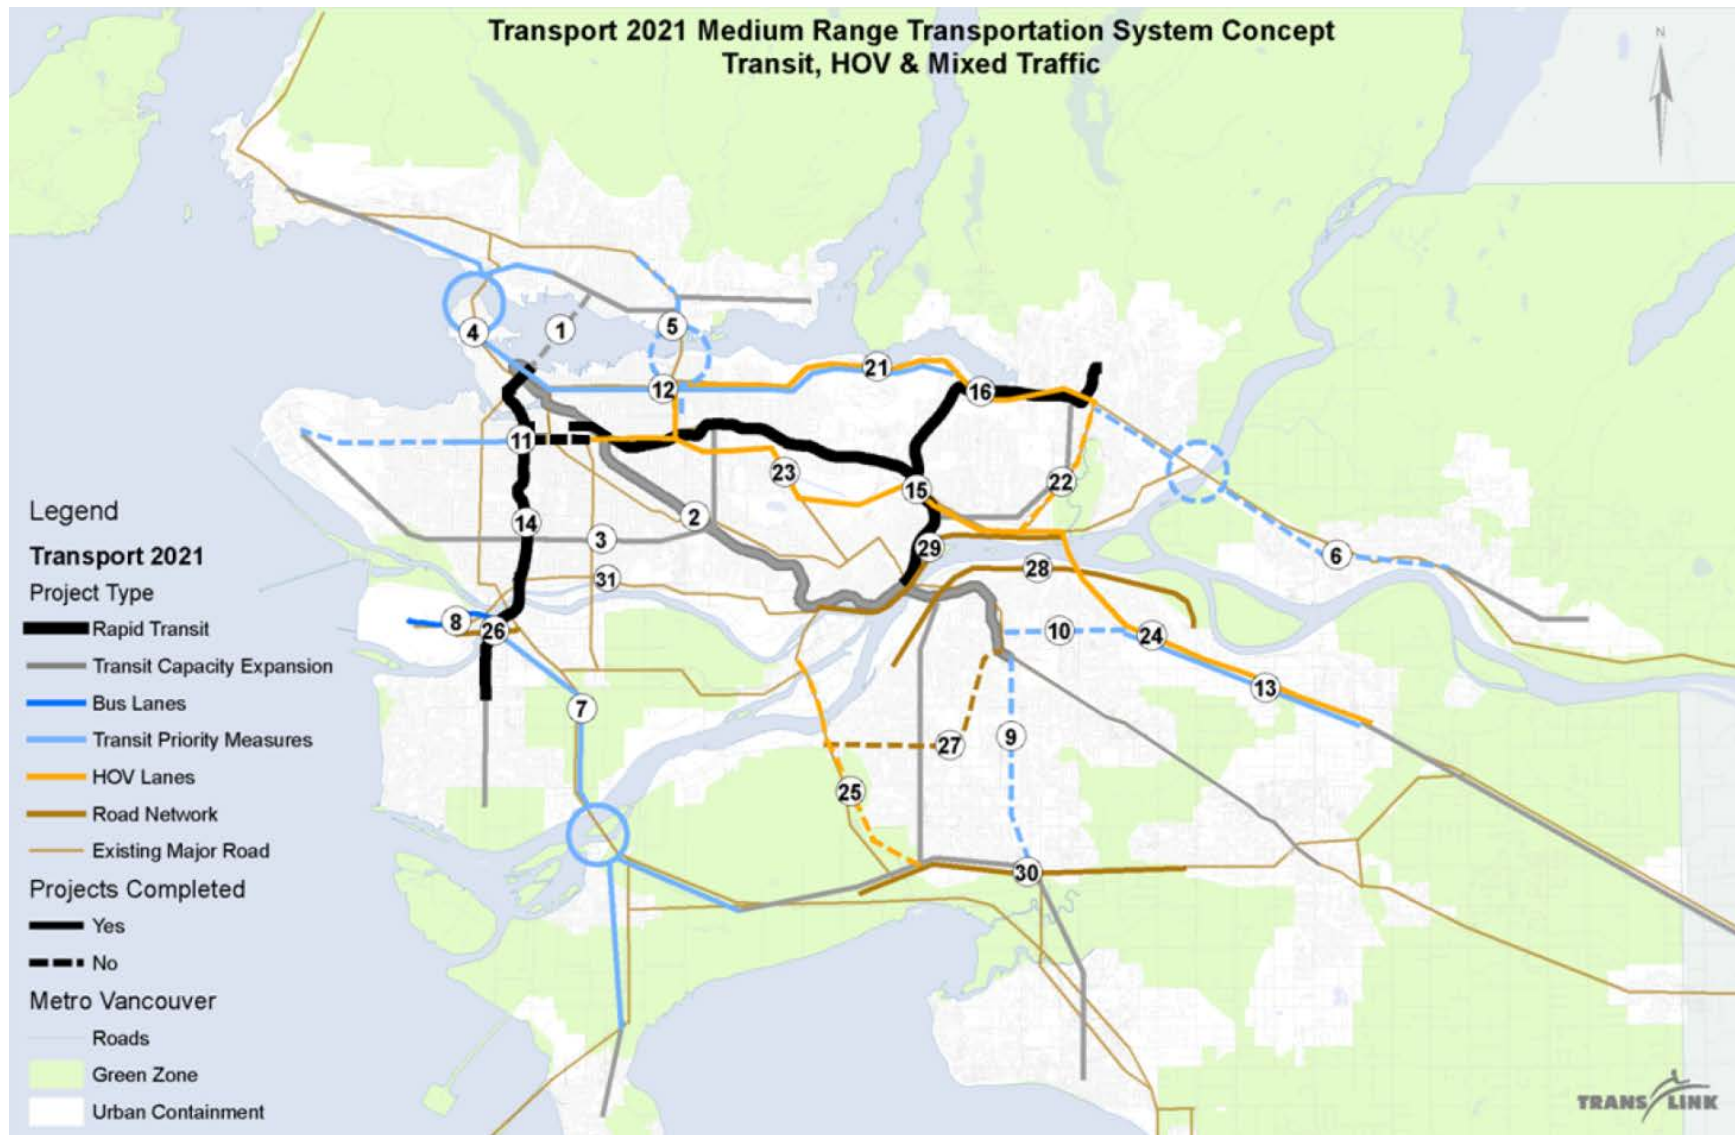 Transport 2021 Medium Range Transportation System Concept
Transit, HOV & Mixed Traffic
N
1
5
4
21
12
16
11
23
22
15
2
14
3
29
6
28
31
8
26
10
24
13
7
9
27
25
30
Legend
Transport 2021
Project Type
Rapid Transit
Transit Capacity Expansion
Bus Lanes
Transit Priority Measures
HOV Lanes
Road Network
Existing Major Road
Projects Completed
Yes
No
Metro Vancouver
Roads
Green Zone
Urban Containment
TRANS LINK